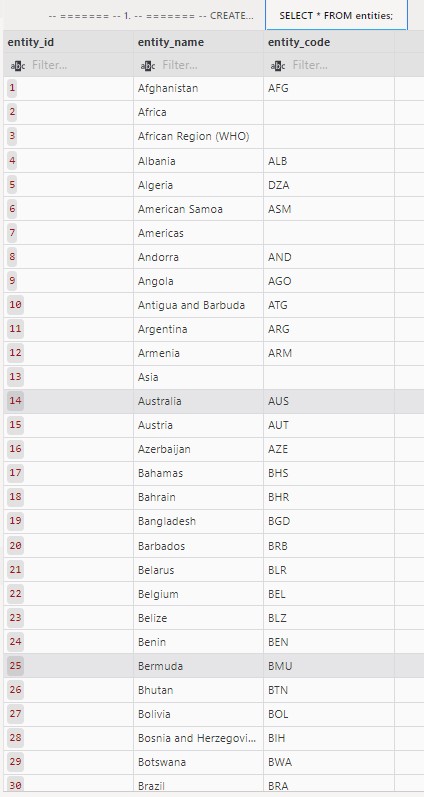 -- ======= -- 1. -- ======= -- CREATE... SELECT * FROM entities;
entity_id entity_name entity_code
abc Filter... abc Filter... abc Filter...
1 Afghanistan AFG
2 Africa
3 African Region (WHO)
4 Albania ALB
5 Algeria DZA
6 American Samoa ASM
7 Americas
8 Andorra AND
9 Angola AGO
10 Antigua and Barbuda ATG
11 Argentina ARG
12 Armenia ARM
13 Asia
14 Australia AUS
15 Austria AUT
16 Azerbaijan AZE
17 Bahamas BHS
18 Bahrain BHR
19 Bangladesh BGD
20 Barbados BRB
21 Belarus BLR
22 Belgium BEL
23 Belize BLZ
24 Benin BEN
25 Bermuda BMU
26 Bhutan BTN
27 Bolivia BOL
28 Bosnia and Herzegovi... BIH
29 Botswana BWA
30 Brazil BRA